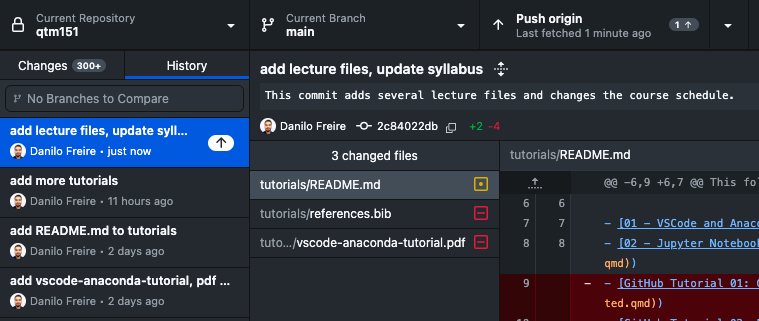 Current Repository
qtm151
Current Branch
main
Push origin
Last fetched 1 minute ago
1
Changes 300+
History
No Branches to Compare
add lecture files, update syll...
Danilo Freire • just now
add more tutorials
Danilo Freire • 11 hours ago
add README.md to tutorials
Danilo Freire • 2 days ago
add vscode-anaconda-tutorial, pdf ...
Danilo Freire • 2 days ago
add lecture files, update syllabus
This commit adds several lecture files and changes the course schedule.
Danilo Freire 2c84022db +2 -4
3 changed files
tutorials/README.md
tutorials/references.bib
tuto.../vscode-anaconda-tutorial.pdf
tutorials/README.md
@@ -6,9 +6,7 @@ This fo
6 6
7 7 - [01 - VSCode and Anac
8 8 - [02 - Jupyter Notebook
qmd))
9 - - [GitHub Tutorial 01:
ted.qmd))